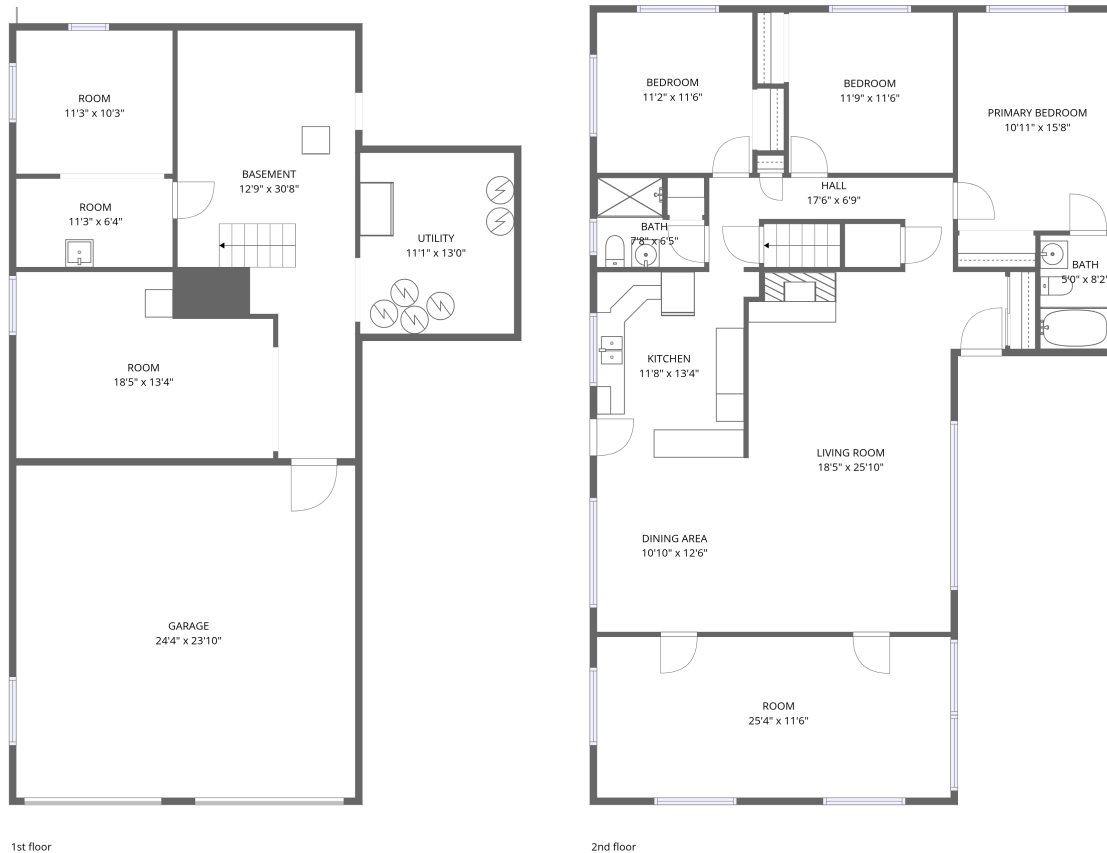 ROOM
11'3" x 10'3"
ROOM
11'3" x 6'4"
BASEMENT
12'9" x 30'8"
UTILITY
11'1" x 13'0"
ROOM
18'5" x 13'4"
GARAGE
24'4" x 23'10"
1st floor
BEDROOM
11'2" x 11'6"
BEDROOM
11'9" x 11'6"
PRIMARY BEDROOM
10'11" x 15'8"
HALL
17'6" x 6'9"
BATH
7'8" x 6'5"
BATH
5'0" x 8'2"
KITCHEN
11'8" x 13'4"
LIVING ROOM
18'5" x 25'10"
DINING AREA
10'10" x 12'6"
ROOM
25'4" x 11'6"
2nd floor